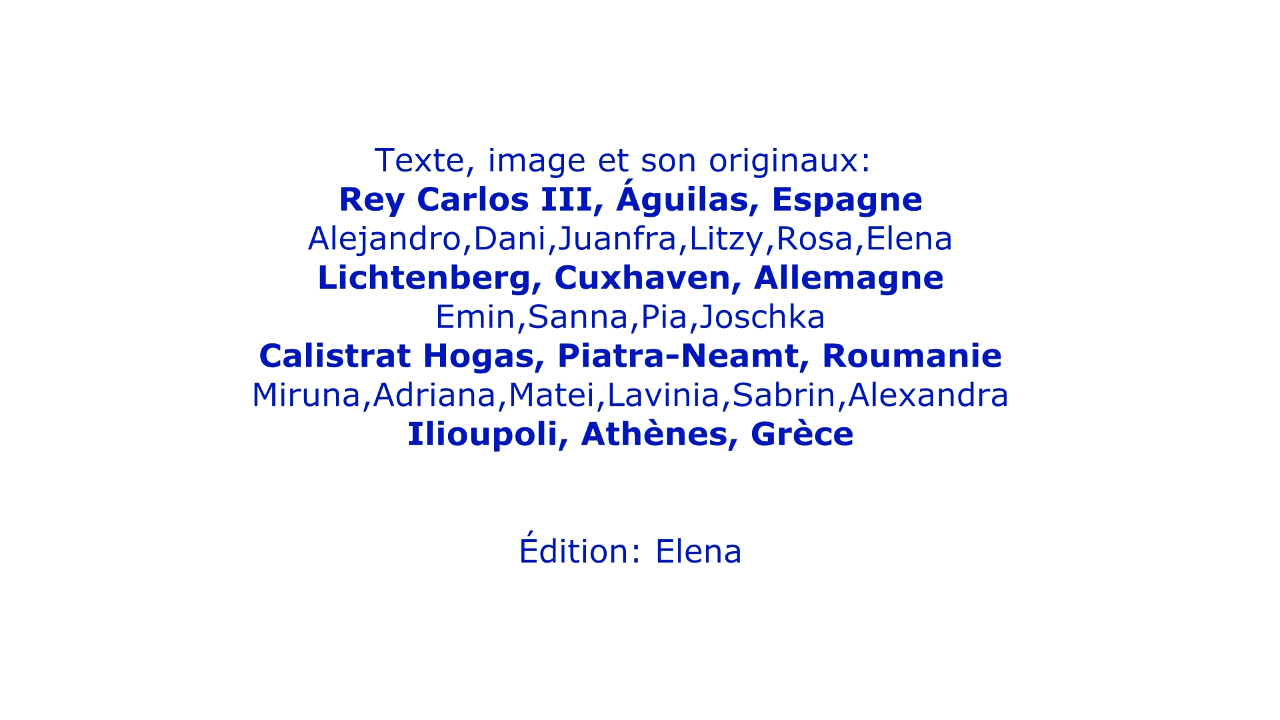 Texte, image et son originaux:
Rey Carlos III, Águilas, Espagne
Alejandro,Dani,Juanfra,Litzy,Rosa,Elena
Lichtenberg, Cuxhaven, Allemagne
Emin,Sanna,Pia,Joschka
Calistrat Hogas, Piatra-Neamt, Roumanie
Miruna,Adriana,Matei,Lavinia,Sabrin,Alexandra
Ilioupoli, Athènes, Grèce
Édition: Elena